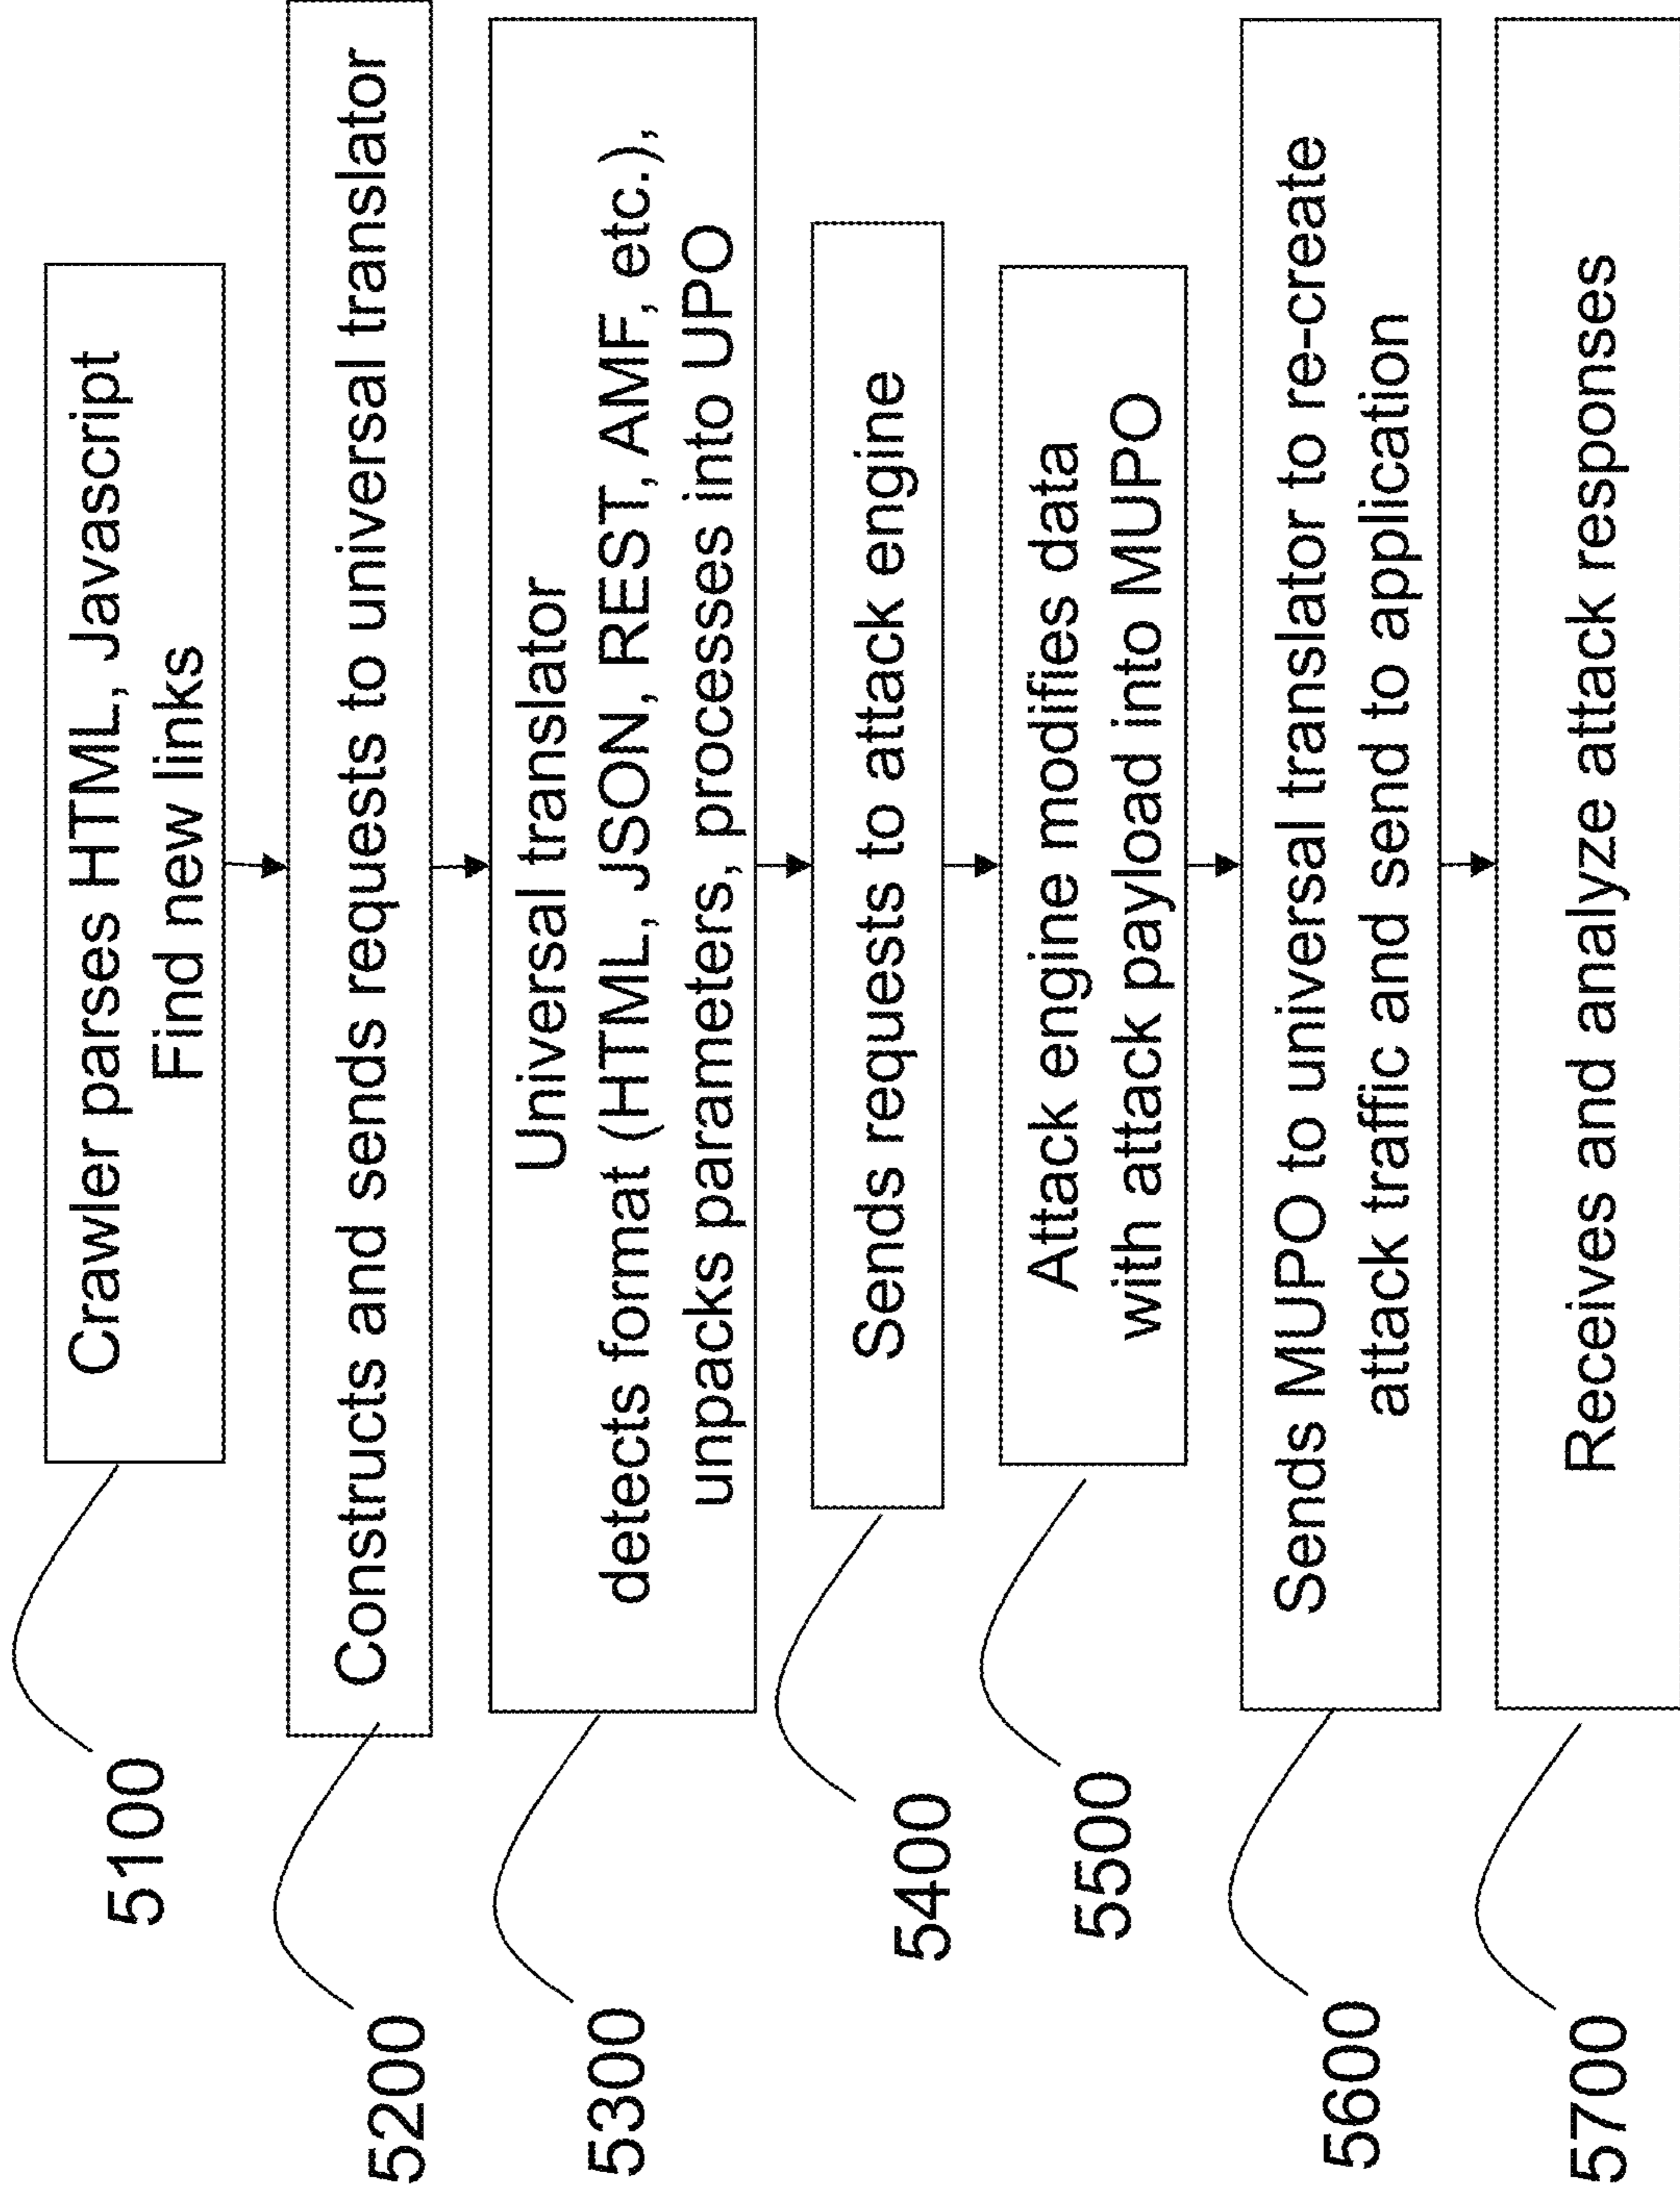 5100
Crawler parses HTML, Javascript
Find new links
5200
Constructs and sends requests to universal translator
5300
Universal translator
detects format (HTML, JSON, REST, AMF, etc.),
unpacks parameters, processes into UPO
5400
Sends requests to attack engine
5500
Attack engine modifies data
with attack payload into MUPO
5600
Sends MUPO to universal translator to re-create
attack traffic and send to application
5700
Receives and analyze attack responses